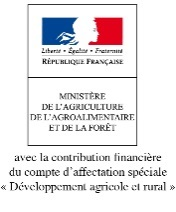 Liberté • Égalité • Fraternité
RÉPUBLIQUE FRANÇAISE
MINISTÈRE
DE L'AGRICULTURE
DE L'AGROALIMENTAIRE
ET DE LA FORÊT
avec la contribution financière
du compte d'affectation spéciale
« Développement agricole et rural »